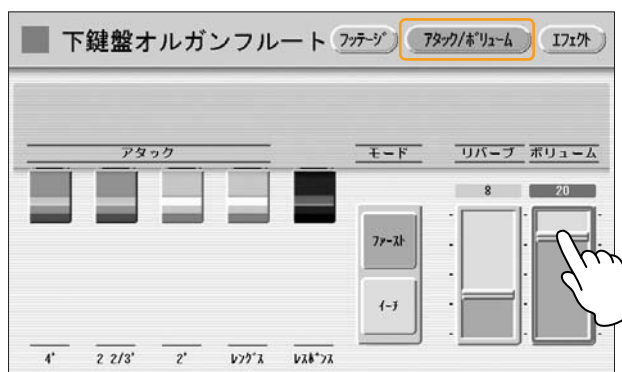 下鍵盤オルガンフルート ﾌｯﾃｰｼﾞ ｱﾀｯｸ/ﾎﾞﾘｭｰﾑ ｴﾌｪｸﾄ
アタック モード リバーブ ボリューム
8 20
ﾌｧｰｽﾄ
ｲｰﾁ
4' 2 2/3' 2' ﾚﾝｸﾞｽ ﾚｽﾎﾟﾝｽ